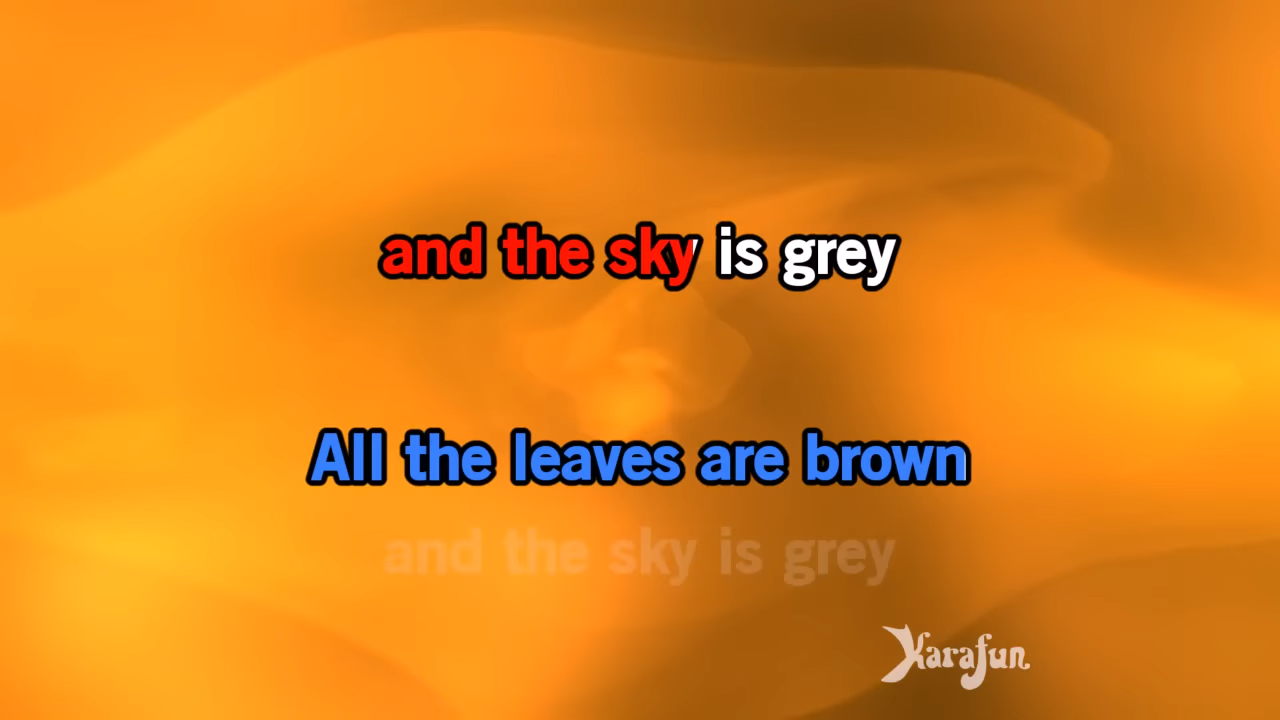 and the sky is grey
All the leaves are brown
and the sky is grey
Karafun